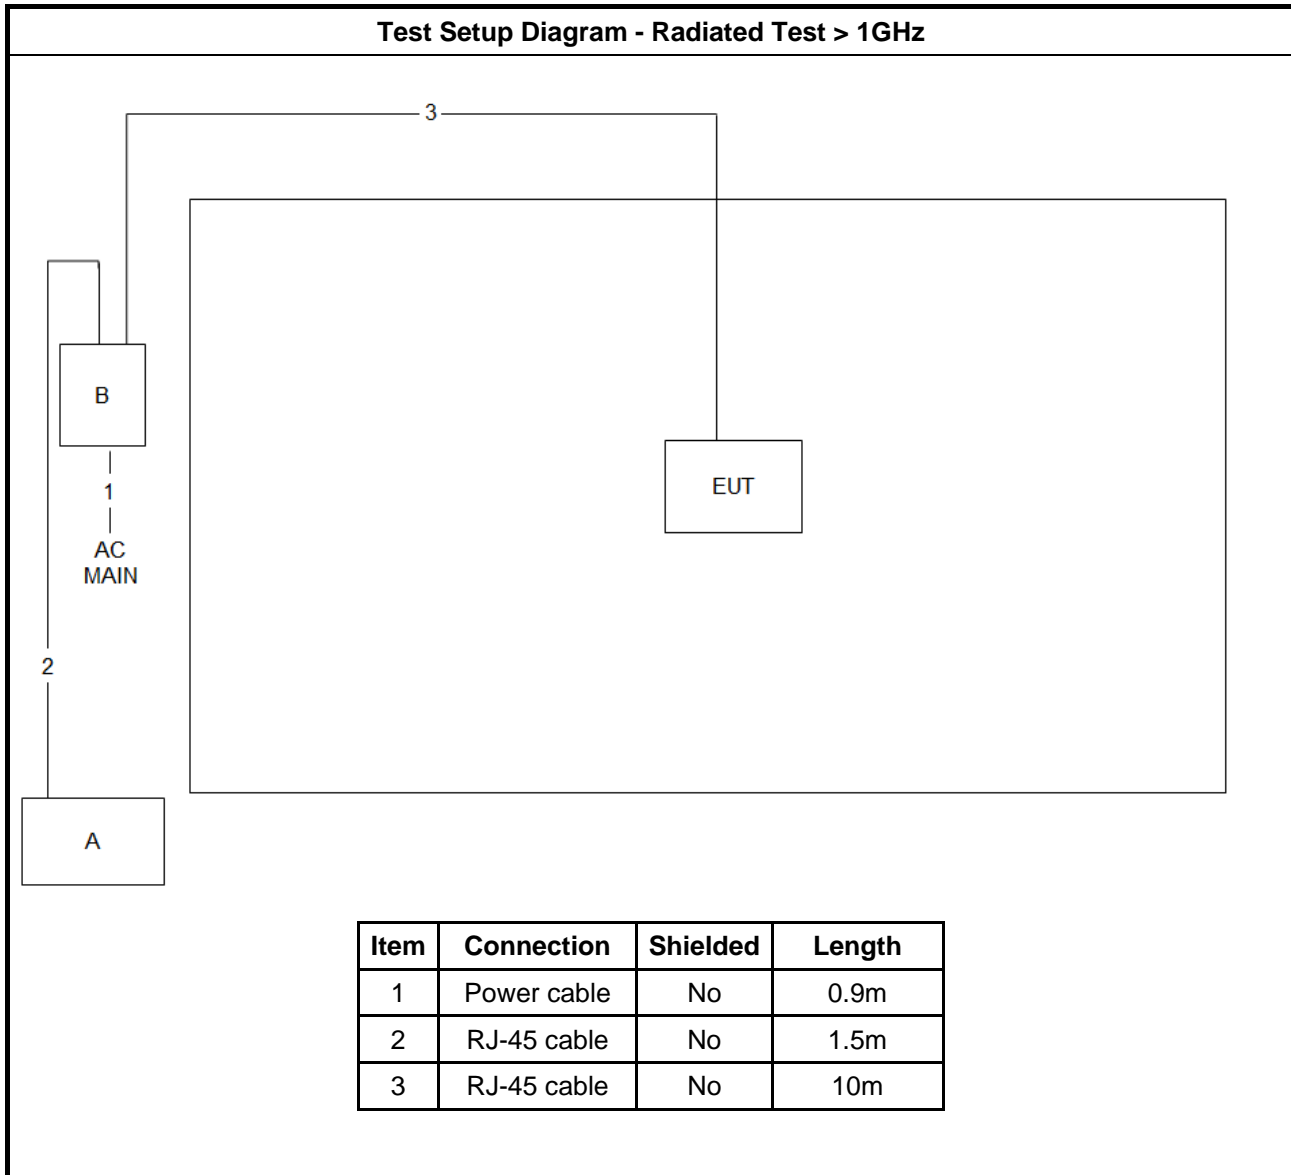 Test Setup Diagram - Radiated Test > 1GHz
3
B
1
AC
MAIN
EUT
2
A
Item Connection Shielded Length
1 Power cable No 0.9m
2 RJ-45 cable No 1.5m
3 RJ-45 cable No 10m